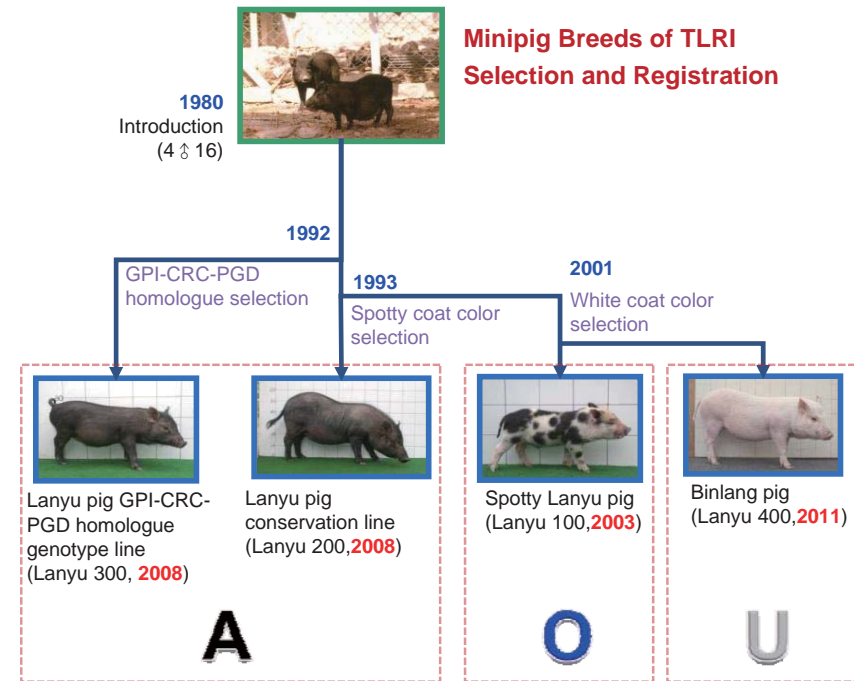 Minipig Breeds of TLRI
Selection and Registration
1980
Introduction
(4 ⚦ 16)
1992
GPI-CRC-PGD
homologue selection
1993
Spotty coat color
selection
2001
White coat color
selection
Lanyu pig GPI-CRC-
PGD homologue
genotype line
(Lanyu 300, 2008)
Lanyu pig
conservation line
(Lanyu 200,2008)
Spotty Lanyu pig
(Lanyu 100,2003)
Binlang pig
(Lanyu 400,2011)
A
O
U